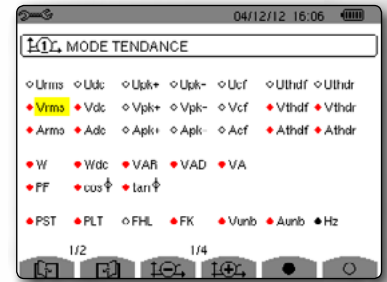 04/12/12 16:06
1 MODE TENDANCE
Urms Udc Upk+ Upk- Ucf Uthdf Uthdr
Vrms Vdc Vpk+ Vpk- Vcf Vthdf Vthdr
Arms Adc Apk+ Apk- Acf Athdf Athdr
W Wdc VAR VAD VA
PF cos Φ tan Φ
PST PLT FHL FK Vunb Aunb Hz
1/2 1/4
1